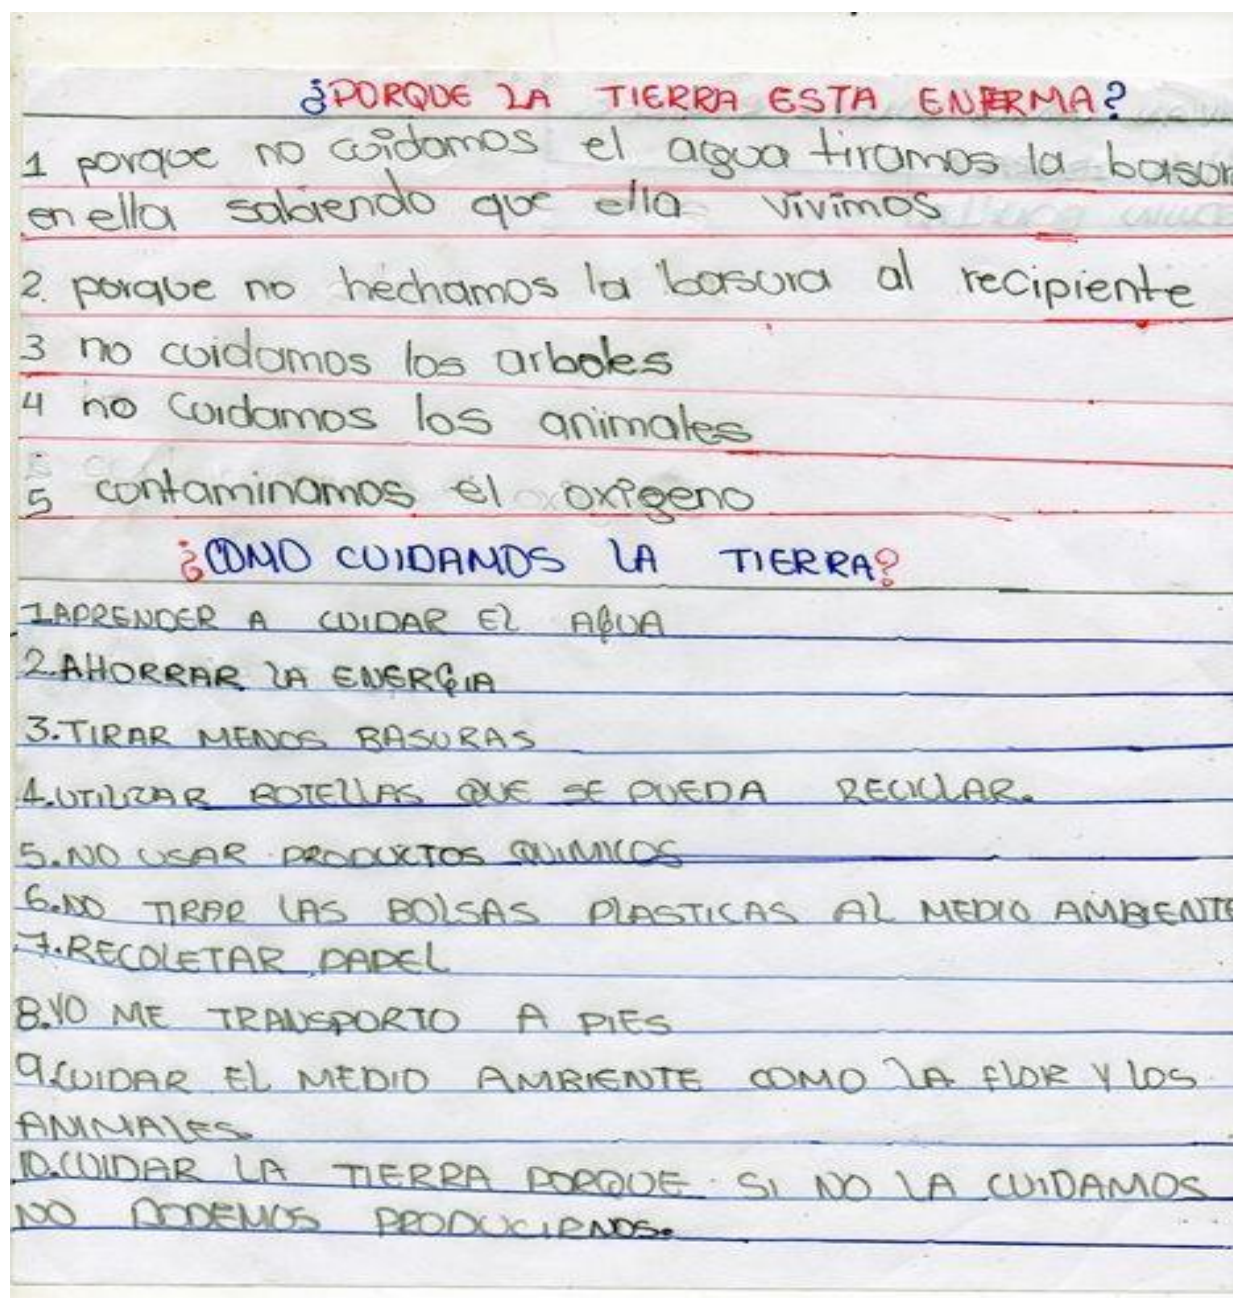 ¿PORQUE LA TIERRA ESTA ENFERMA?
1 porque no cuidamos el agua tiramos la basur
en ella sabiendo que ella vivimos
2. porque no hechamos la basura al recipiente
3 no cuidamos los arboles
4 no cuidamos los animales
5 contaminamos el oxigeno
¿COMO CUIDAMOS LA TIERRA?
1 APRENDER A CUIDAR EL AGUA
2. AHORRAR LA ENERGIA
3. TIRAR MENOS BASURAS
4. UTILIZAR BOTELLAS QUE SE PUEDA RECICLAR.
5. NO USAR PRODUCTOS QUIMICOS
6. NO TIRAR LAS BOLSAS PLASTICAS AL MEDIO AMBIENTE
7. RECOLETAR PAPEL
8. YO ME TRANSPORTO A PIES
9. CUIDAR EL MEDIO AMBIENTE COMO LA FLOR Y LOS
ANIMALES.
10. CUIDAR LA TIERRA PORQUE SI NO LA CUIDAMOS
NO PODEMOS PRODUCIRNOS.